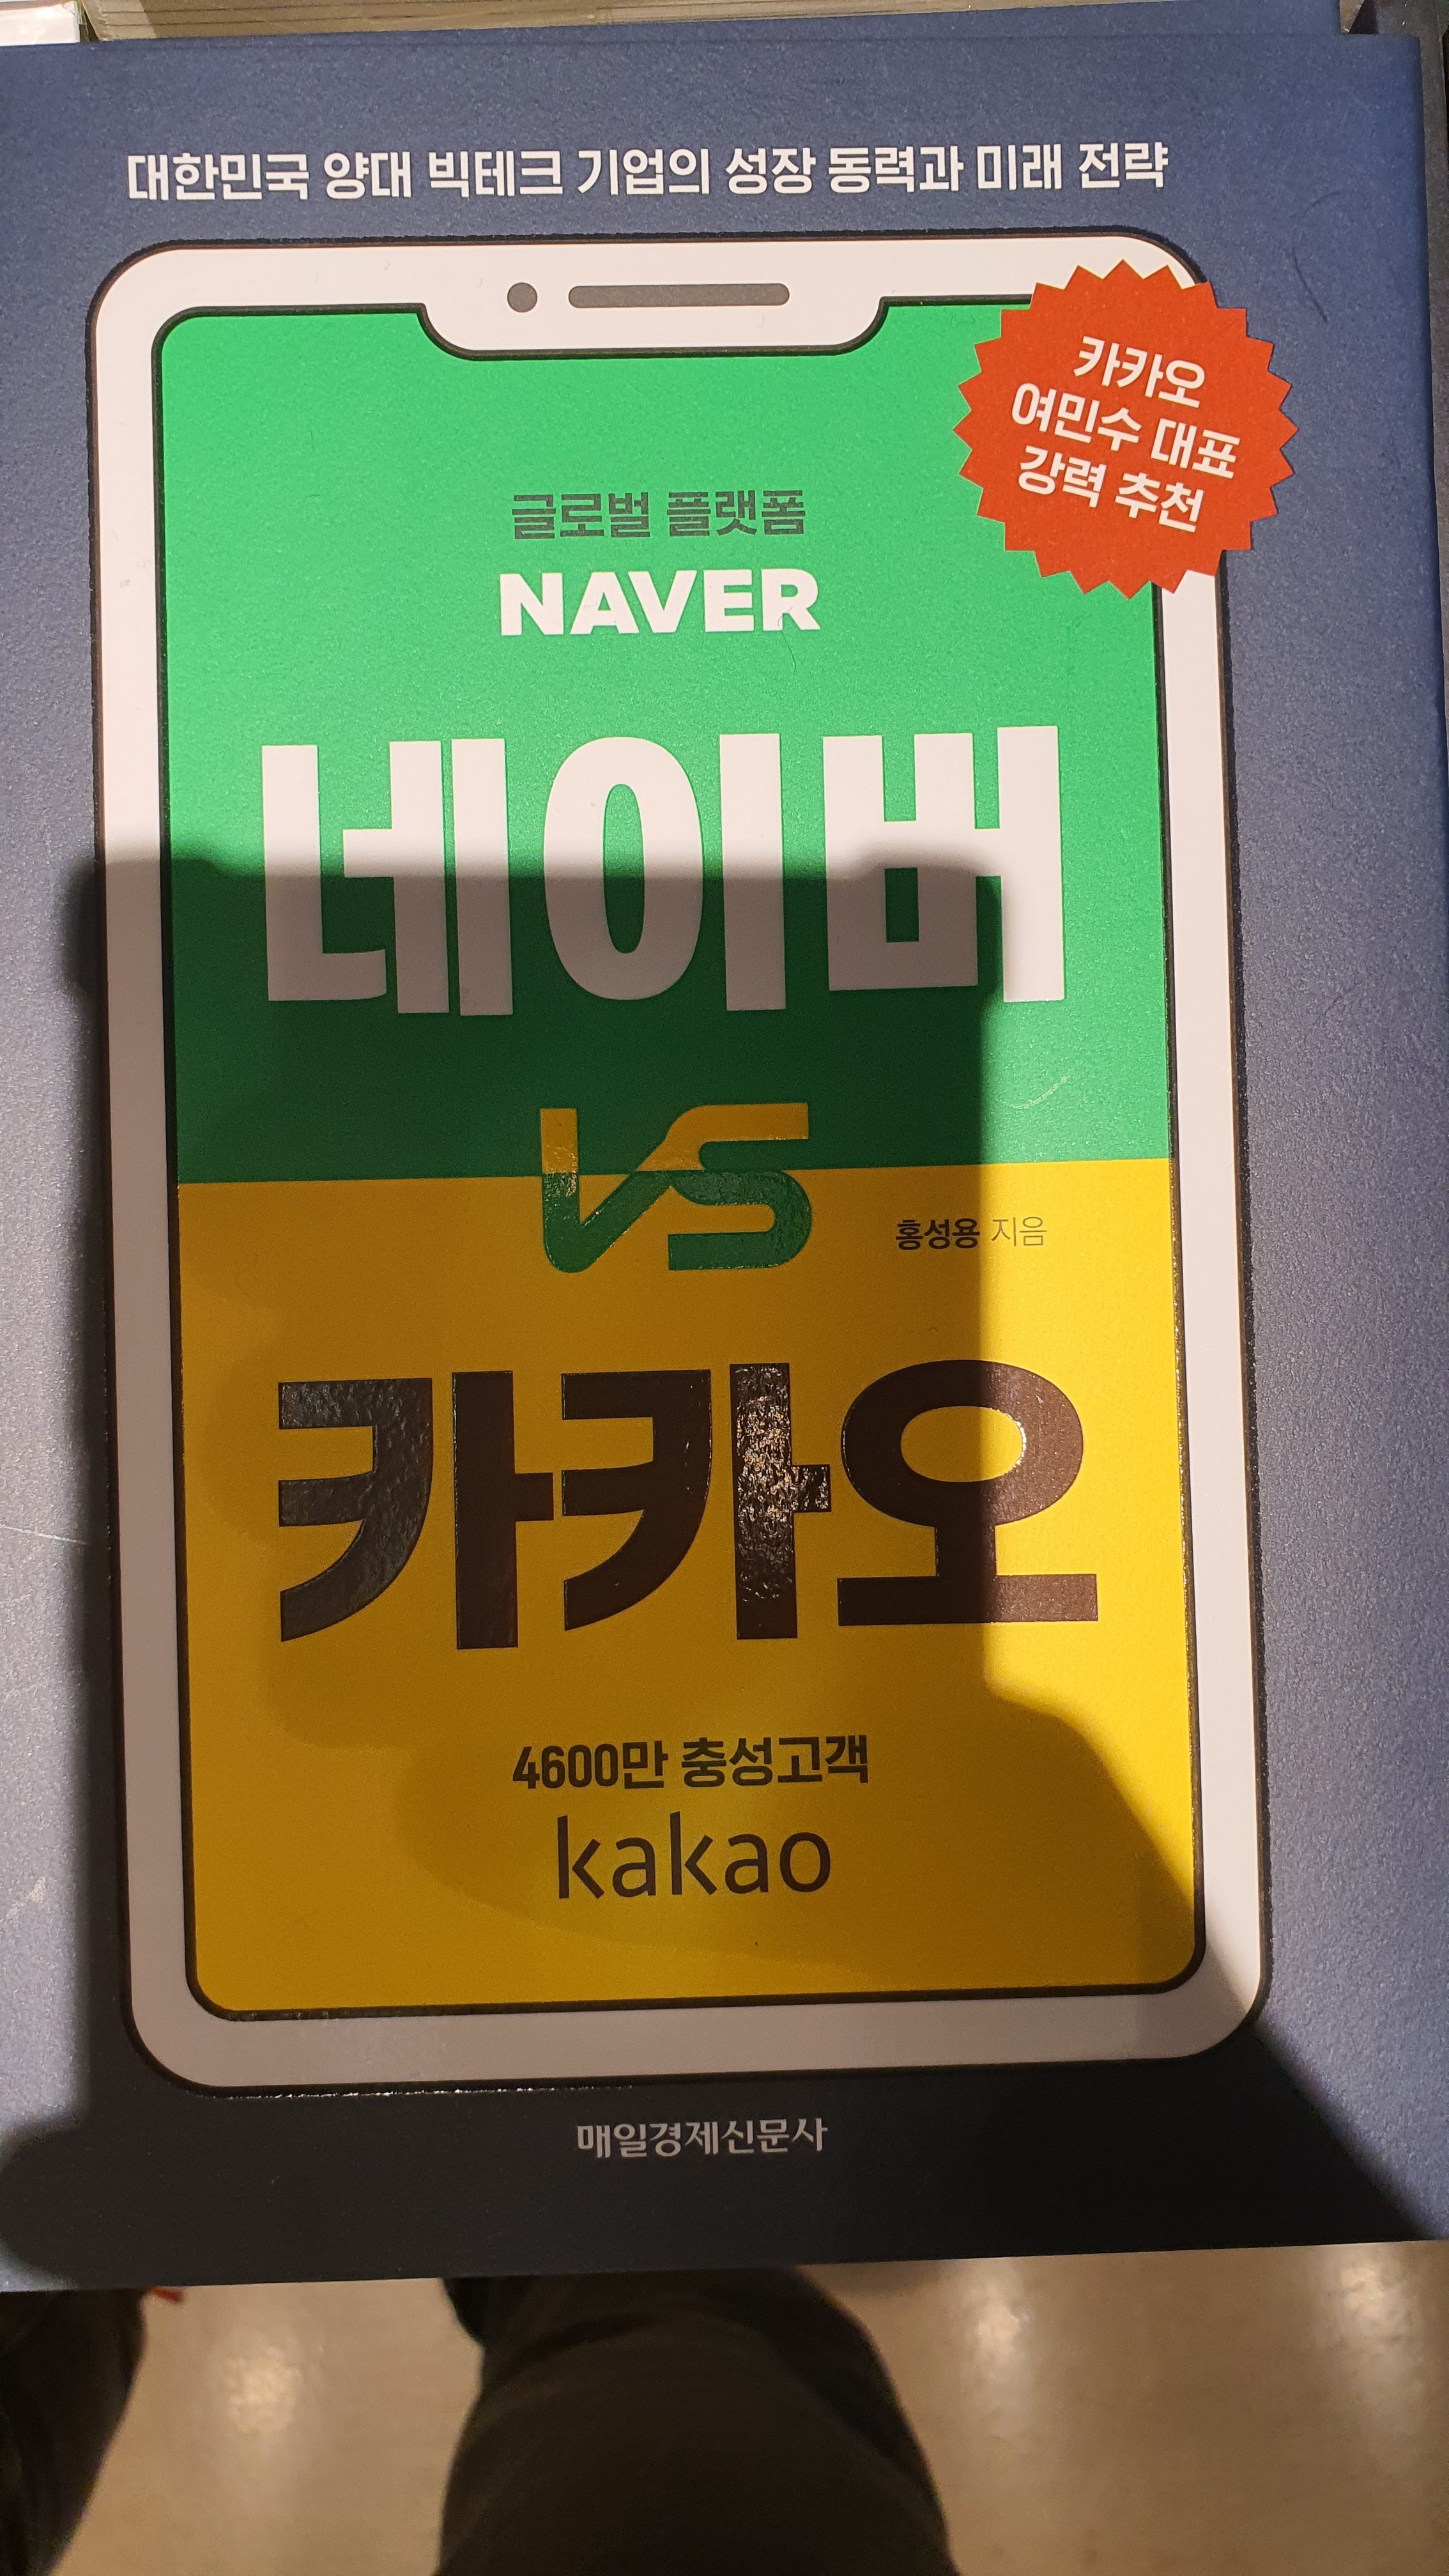 대한민국 양대 빅테크 기업의 성장 동력과 미래 전략
카카오
여민수 대표
강력 추천
글로벌 플랫폼
NAVER
네이버
VS
홍성용 지음
카카오
4600만 충성고객
kakao
매일경제신문사